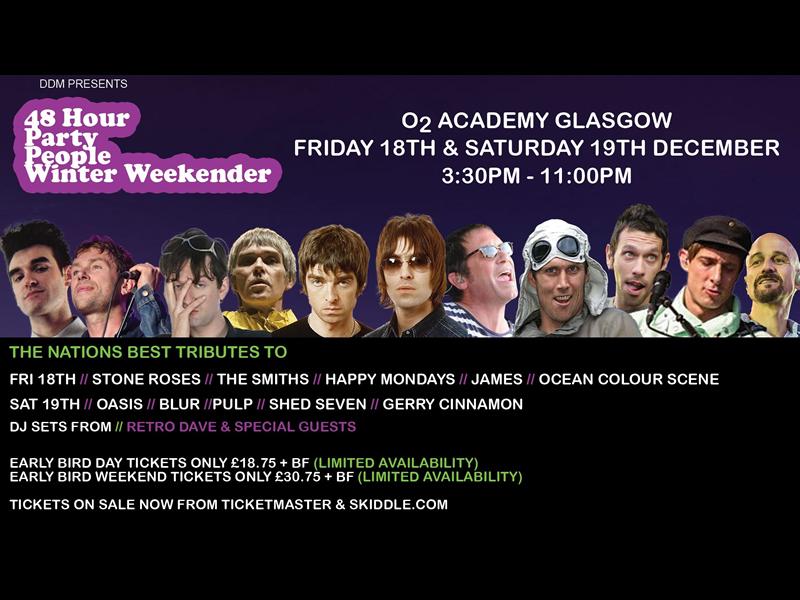 DDM PRESENTS
48 Hour
Party
People
Winter Weekender
O2 ACADEMY GLASGOW
FRIDAY 18TH & SATURDAY 19TH DECEMBER
3:30PM - 11:00PM
THE NATIONS BEST TRIBUTES TO
FRI 18TH // STONE ROSES // THE SMITHS // HAPPY MONDAYS // JAMES // OCEAN COLOUR SCENE
SAT 19TH // OASIS // BLUR //PULP // SHED SEVEN // GERRY CINNAMON
DJ SETS FROM // RETRO DAVE & SPECIAL GUESTS
EARLY BIRD DAY TICKETS ONLY £18.75 + BF (LIMITED AVAILABILITY)
EARLY BIRD WEEKEND TICKETS ONLY £30.75 + BF (LIMITED AVAILABILITY)
TICKETS ON SALE NOW FROM TICKETMASTER & SKIDDLE.COM